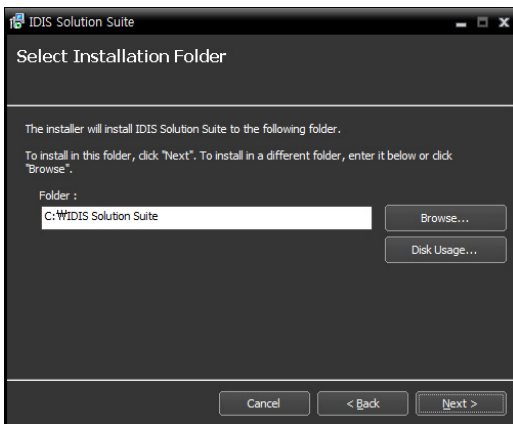 IDIS Solution Suite
Select Installation Folder
The installer will install IDIS Solution Suite to the following folder.
To install in this folder, click "Next". To install in a different folder, enter it below or click
"Browse".
Folder :
C:₩IDIS Solution Suite
Browse...
Disk Usage...
Cancel
< Back
Next >